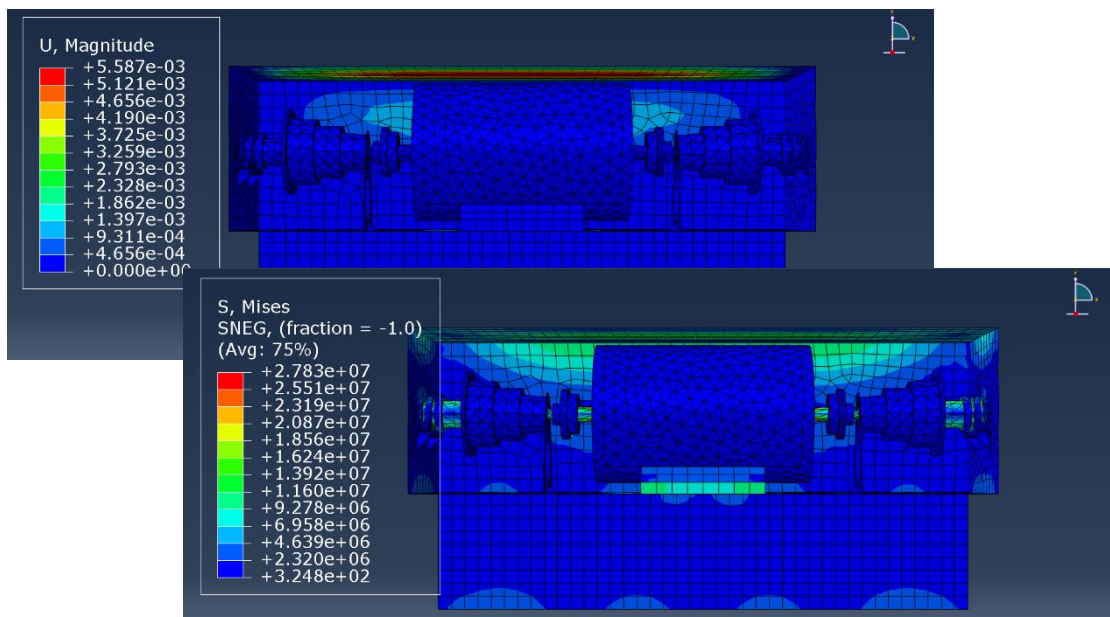 U, Magnitude
+5.587e-03
+5.121e-03
+4.656e-03
+4.190e-03
+3.725e-03
+3.259e-03
+2.793e-03
+2.328e-03
+1.862e-03
+1.397e-03
+9.311e-04
+4.656e-04
+0.000e+00
S, Mises
SNEG, (fraction = -1.0)
(Avg: 75%)
+2.783e+07
+2.551e+07
+2.319e+07
+2.087e+07
+1.856e+07
+1.624e+07
+1.392e+07
+1.160e+07
+9.278e+06
+6.958e+06
+4.639e+06
+2.320e+06
+3.248e+02